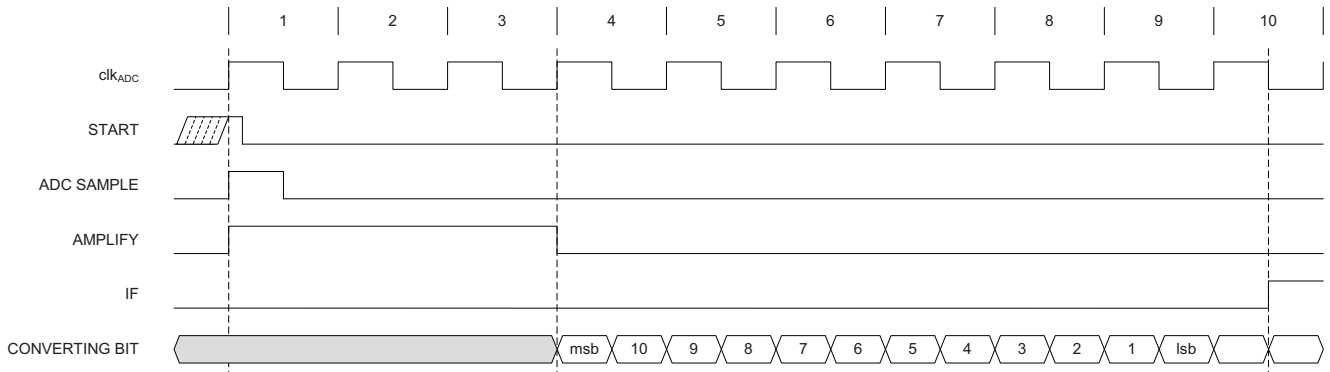 1 2 3 4 5 6 7 8 9 10
clkADC
START
ADC SAMPLE
AMPLIFY
IF
CONVERTING BIT msb 10 9 8 7 6 5 4 3 2 1 lsb